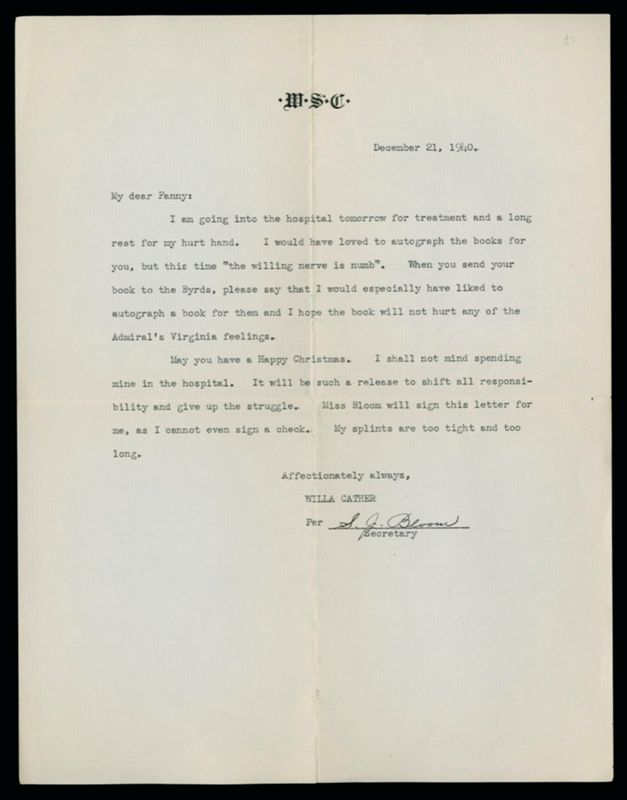 ·W·S·C·
December 21, 1940.
My dear Fanny:
I am going into the hospital tomorrow for treatment and a long
rest for my hurt hand. I would have loved to autograph the books for
you, but this time "the willing nerve is numb". When you send your
book to the Byrds, please say that I would especially have liked to
autograph a book for them and I hope the book will not hurt any of the
Admiral's Virginia feelings.
May you have a Happy Christmas. I shall not mind spending
mine in the hospital. It will be such a release to shift all responsi-
bility and give up the struggle. Miss Bloom will sign this letter for
me, as I cannot even sign a check. My splints are too tight and too
long.
Affectionately always,
WILLA CATHER
Per S. J. Bloom
Secretary